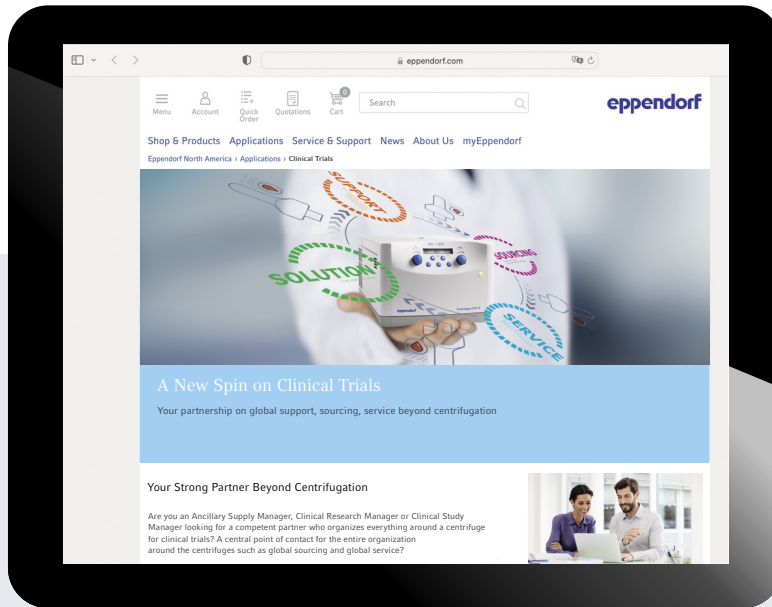 eppendorf.com
0
Search
eppendorf
Menu
Account
Quick
Order
Quotations
Cart
Shop & Products Applications Service & Support News About Us myEppendorf
Eppendorf North America › Applications › Clinical Trials
SUPPORT
SOLUTION
SOURCING
SERVICE
eppendorf
A New Spin on Clinical Trials
Your partnership on global support, sourcing, service beyond centrifugation
Your Strong Partner Beyond Centrifugation
Are you an Ancillary Supply Manager, Clinical Research Manager or Clinical Study
Manager looking for a competent partner who organizes everything around a centrifuge
for clinical trials? A central point of contact for the entire organization
around the centrifuges such as global sourcing and global service?